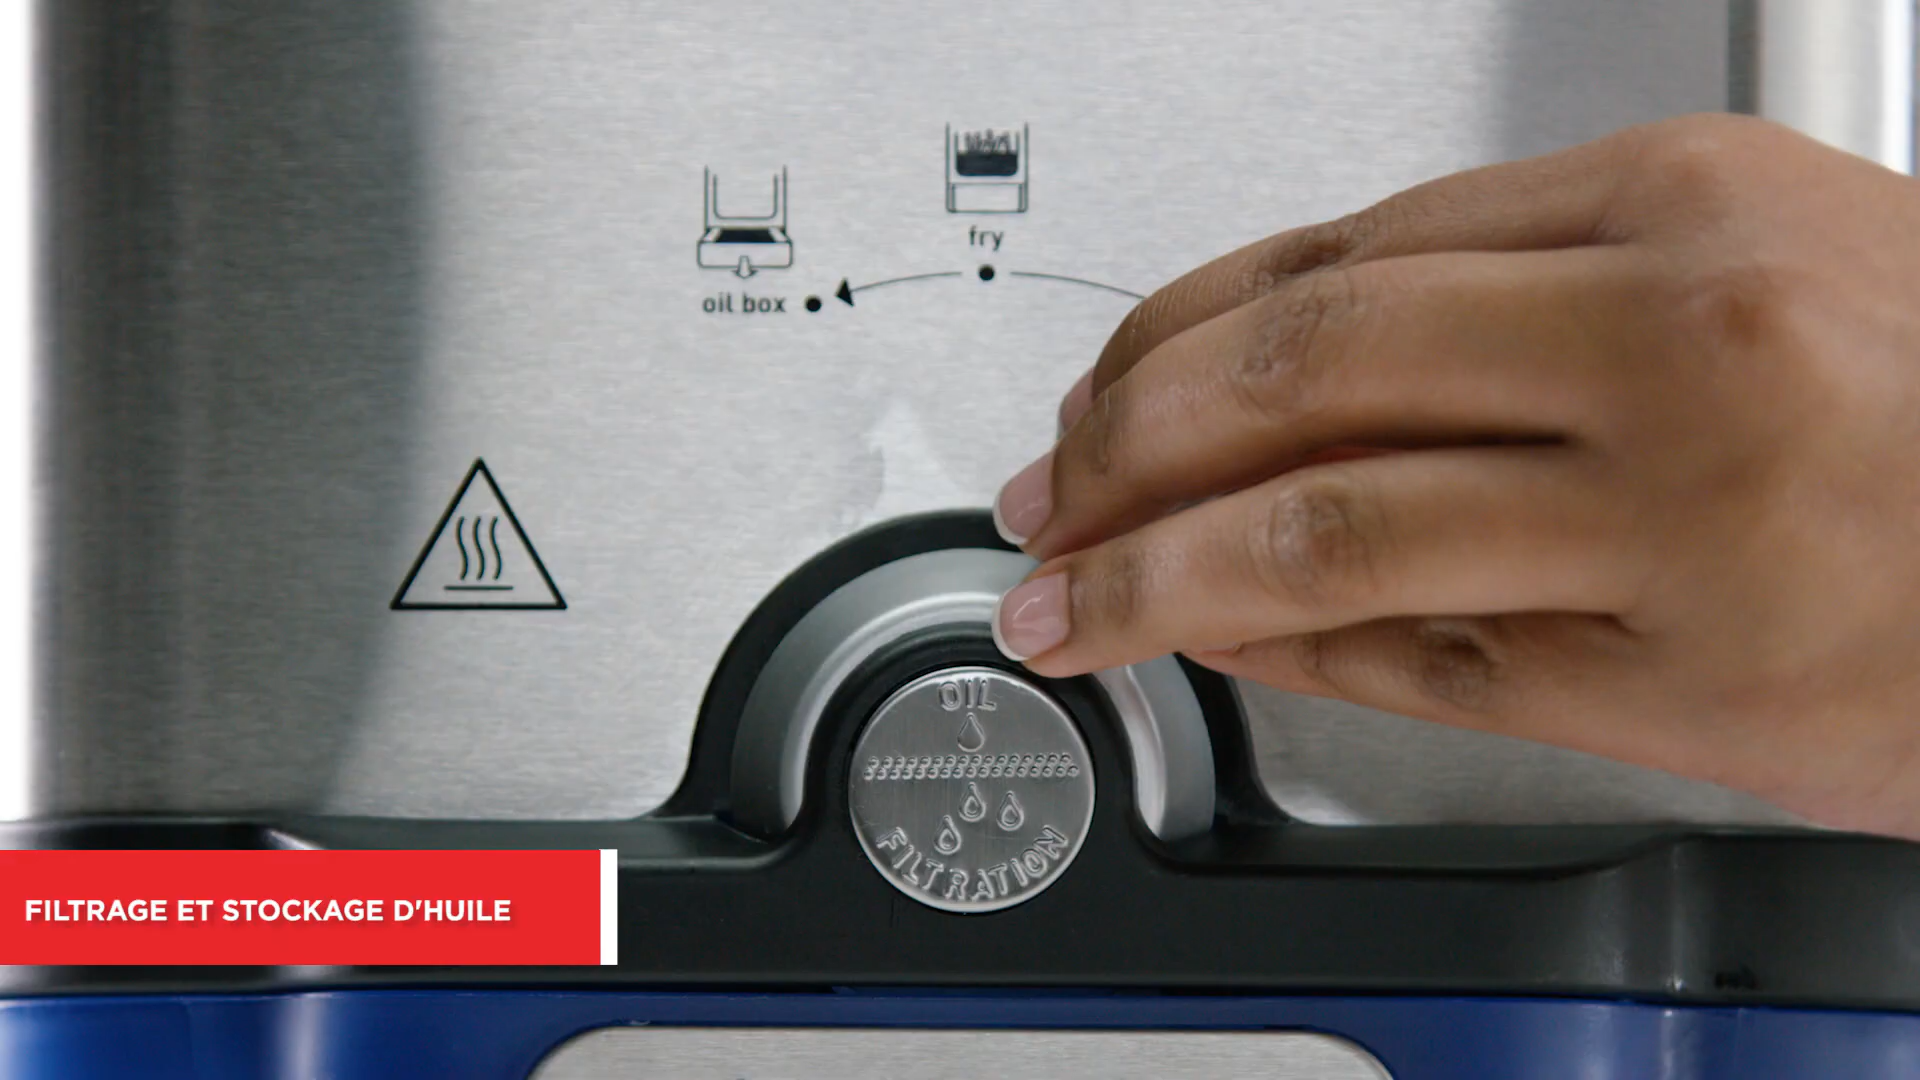 fry
oil box
OIL
FILTRATION
FILTRAGE ET STOCKAGE D'HUILE